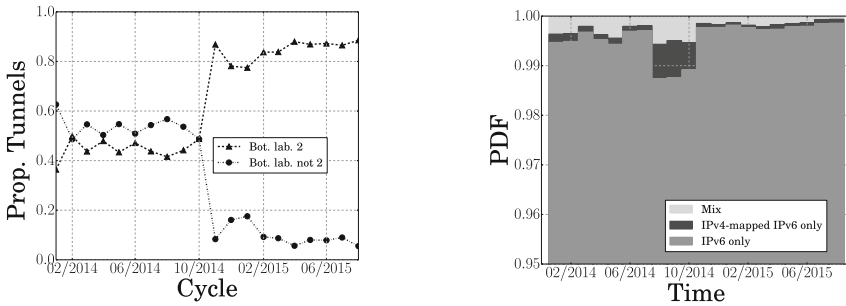 1.0
0.8
0.6
0.4
0.2
0.0
Prop. Tunnels
Bot. lab. 2
Bot. lab. not 2
02/2014 06/2014 10/2014 02/2015 06/2015
Cycle
1.00
0.99
0.98
0.97
0.96
0.95
PDF
Mix
IPv4-mapped IPv6 only
IPv6 only
02/2014 06/2014 10/2014 02/2015 06/2015
Time